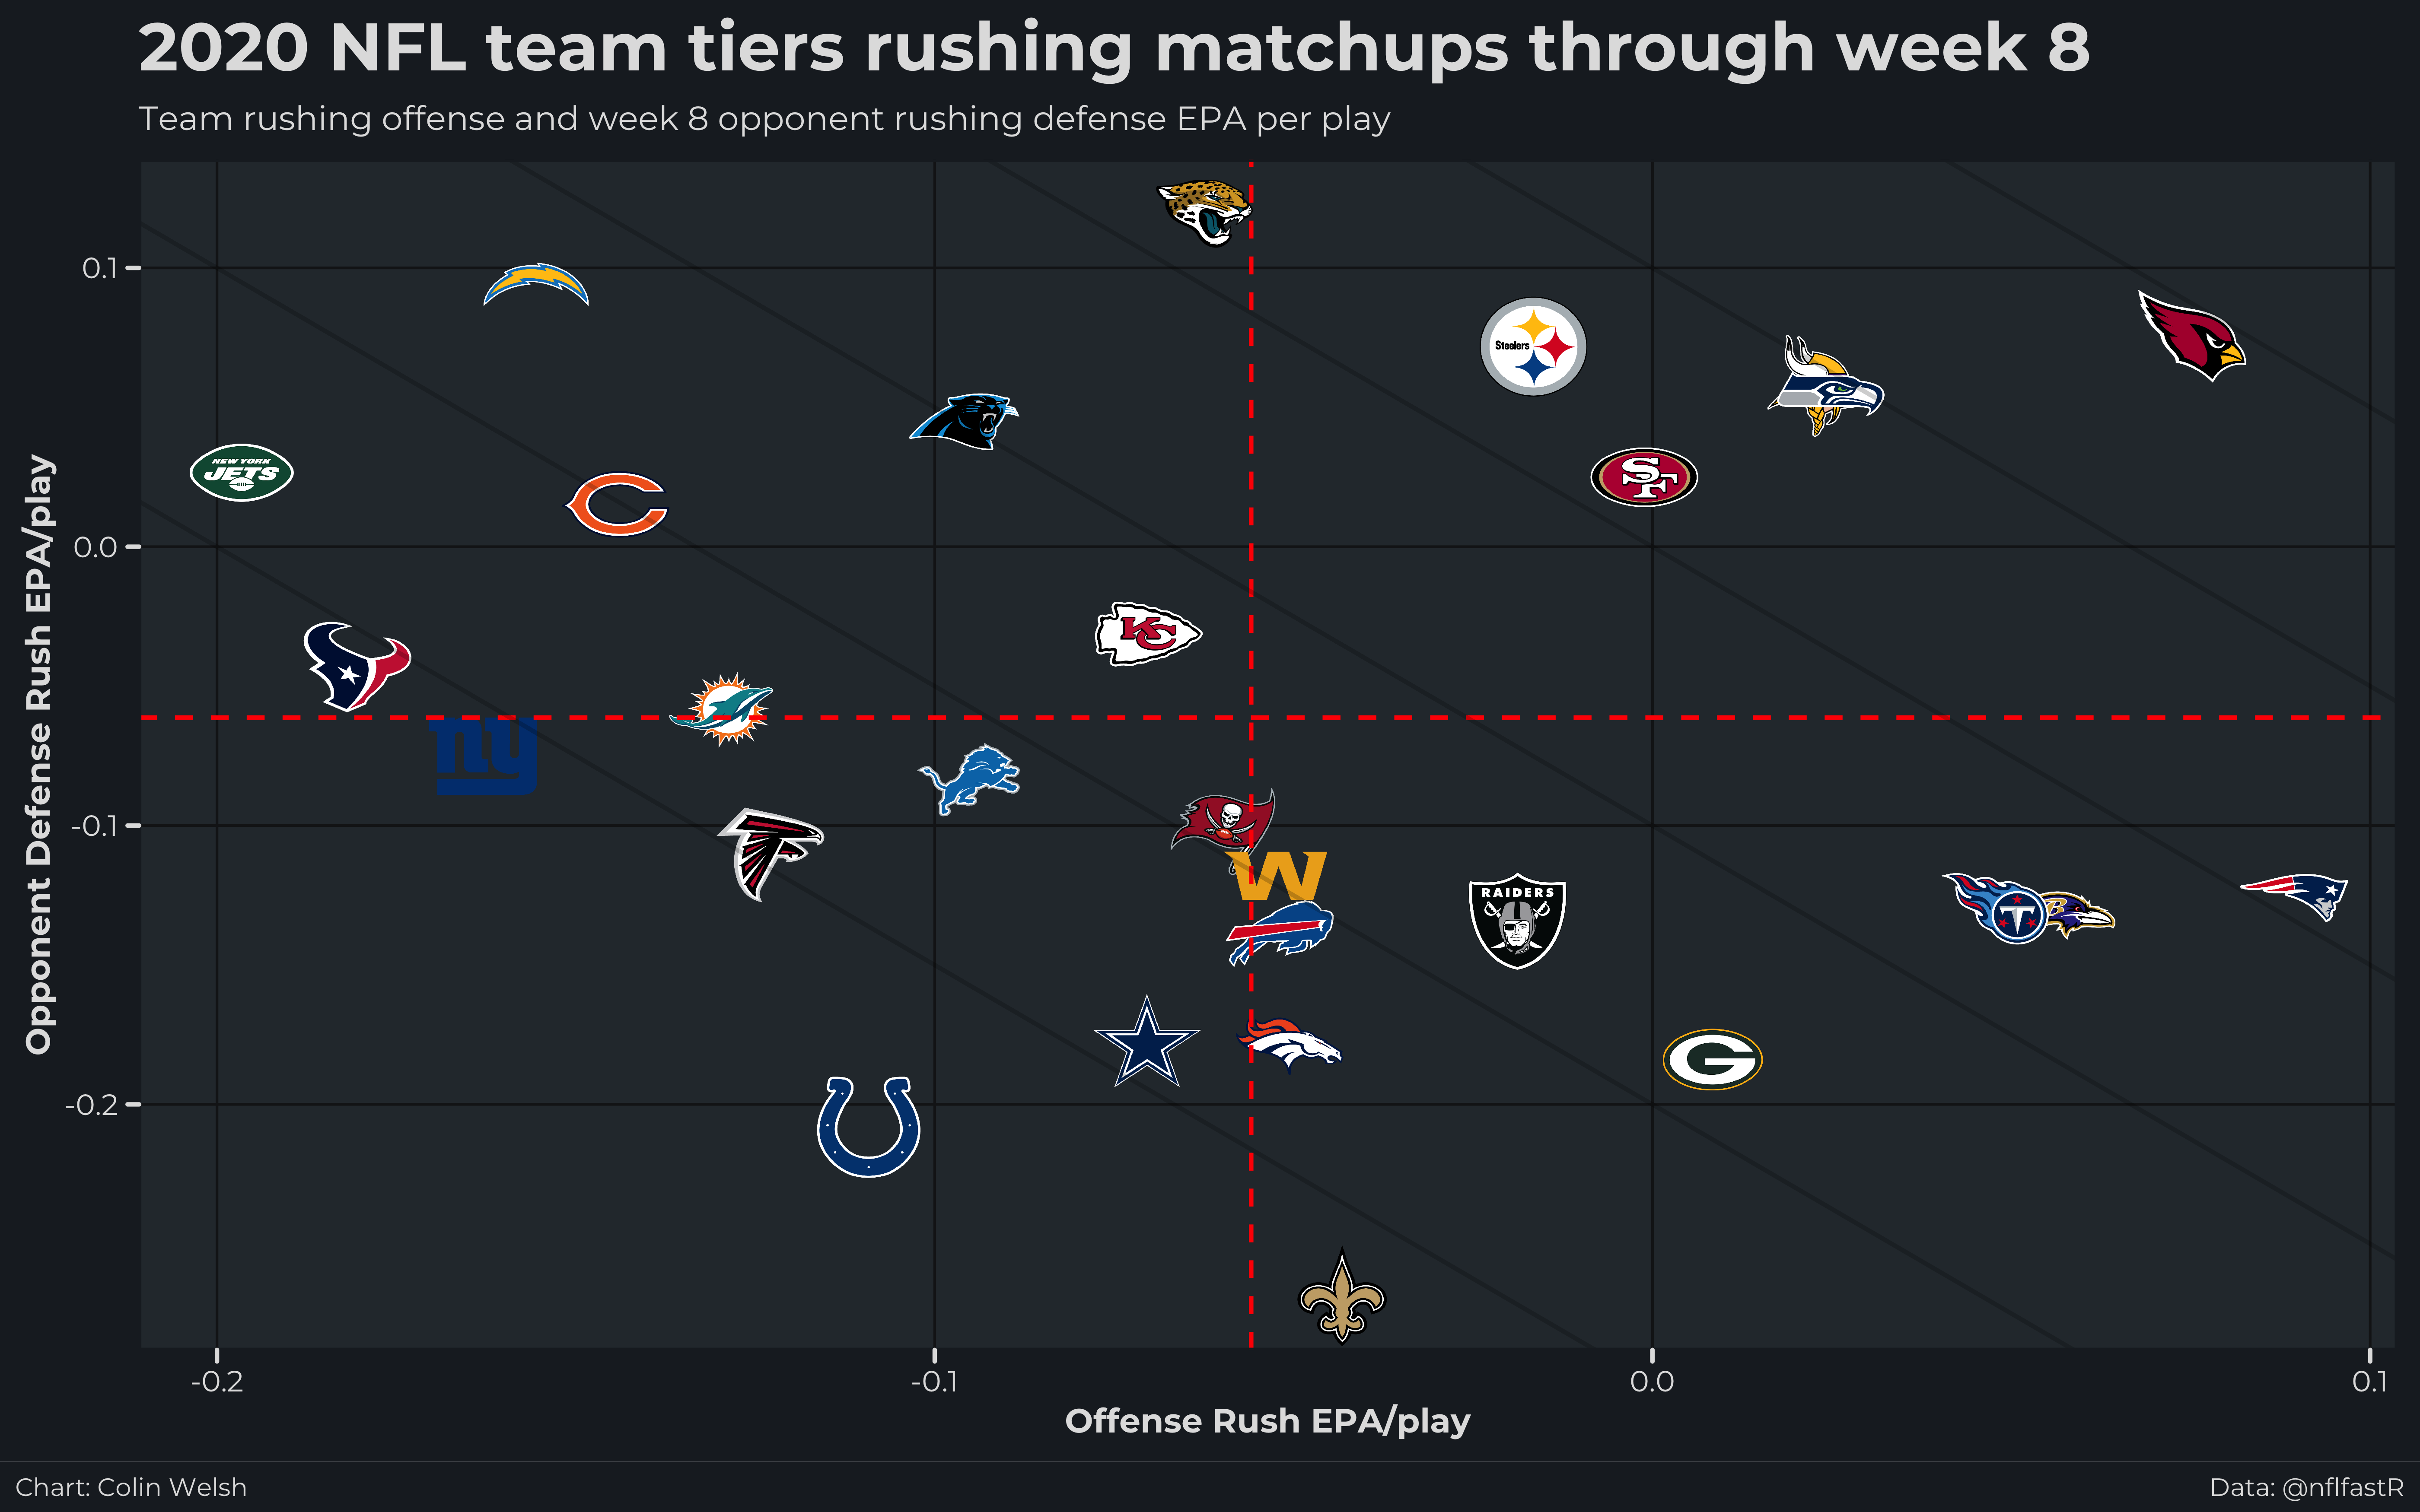 2020 NFL team tiers rushing matchups through week 8
Team rushing offense and week 8 opponent rushing defense EPA per play
Opponent Defense Rush EPA/play
0.1
0.0
-0.1
-0.2
Steelers
NEW YORK
JETS
SF
KC
ny
W
RAIDERS
T
B
G
-0.2
-0.1
0.0
0.1
Offense Rush EPA/play
Chart: Colin Welsh
Data: @nflfastR